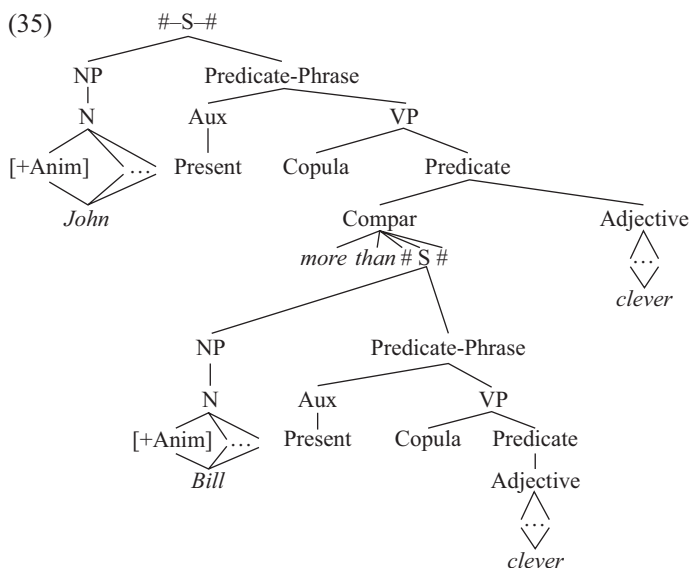 (35) #–S–#
NP Predicate-Phrase
N Aux VP
[+Anim] ... Present Copula Predicate
John Compar Adjective
more than # S # ...
clever
NP Predicate-Phrase
N Aux VP
[+Anim] ... Present Copula Predicate
Bill Adjective
...
clever